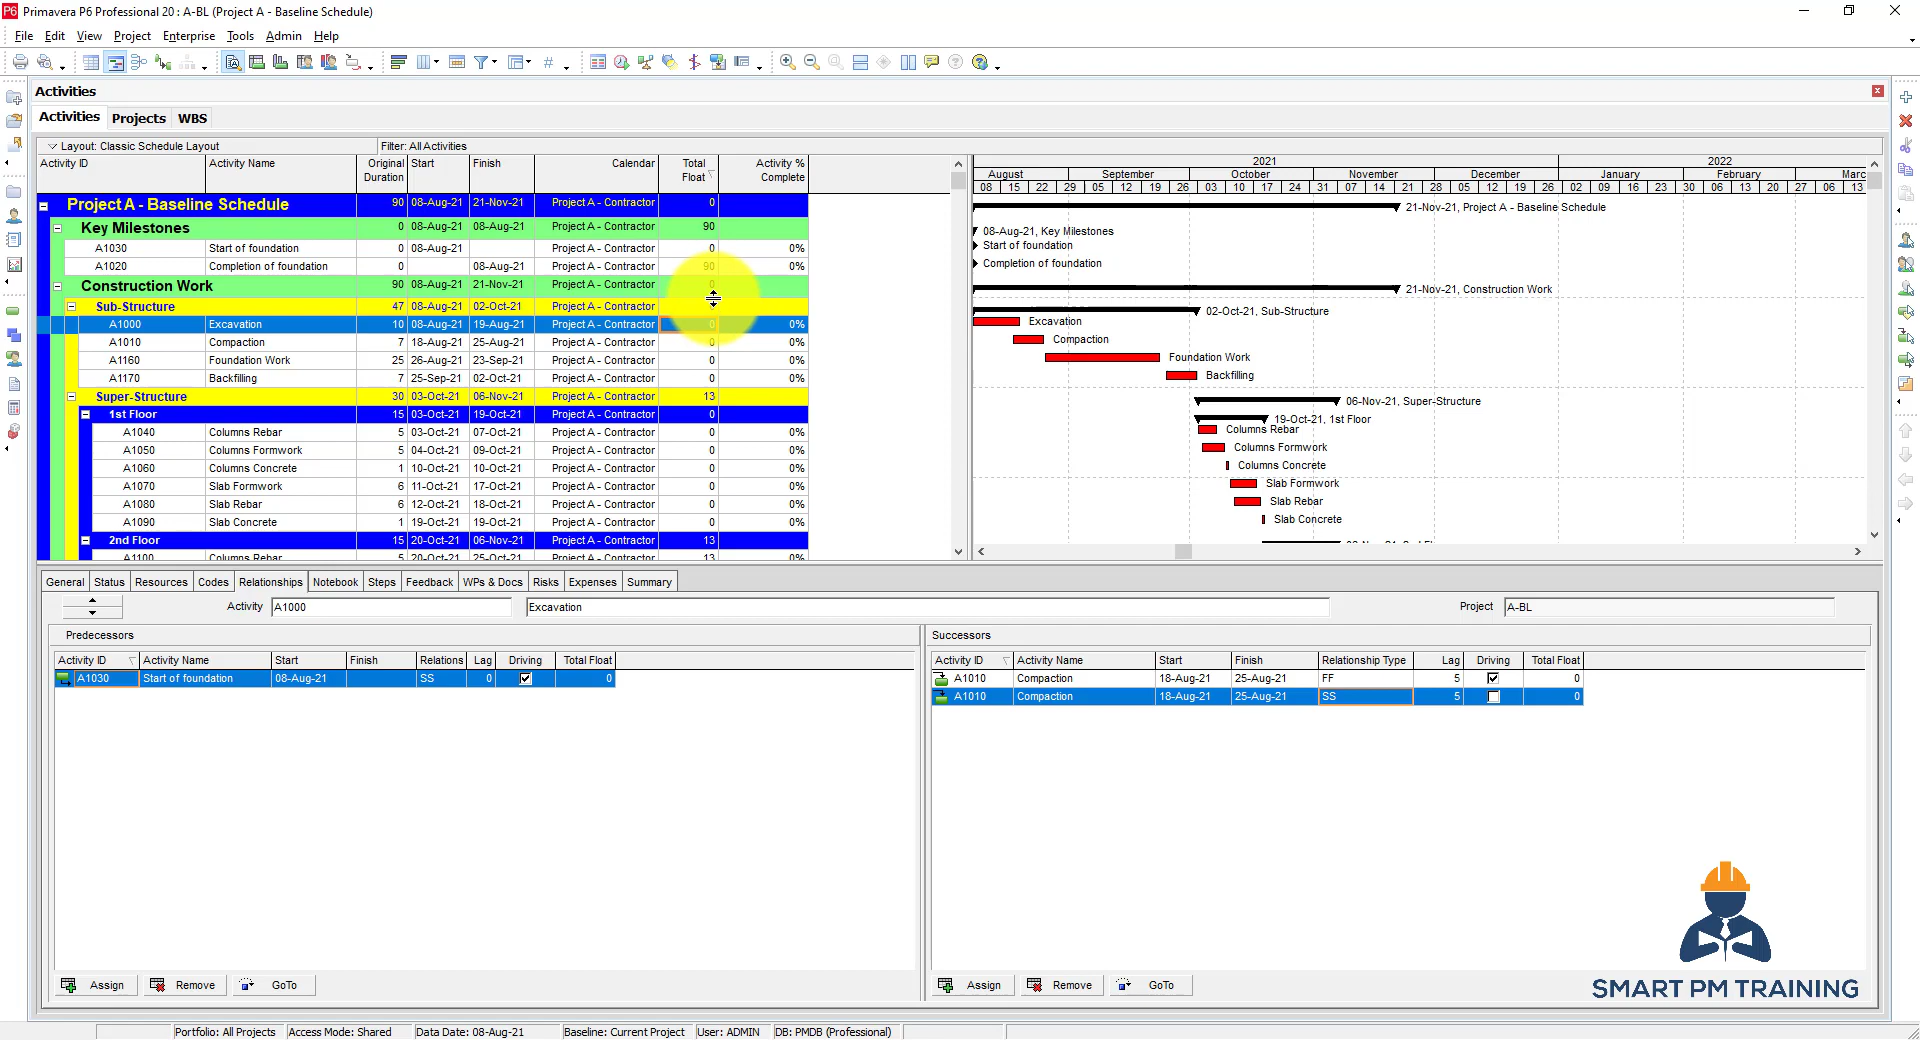 Primavera P6 Professional 20 : A-BL (Project A - Baseline Schedule)
File Edit View Project Enterprise Tools Admin Help
Activities
Activities Projects WBS
Layout: Classic Schedule Layout Filter: All Activities
Activity ID Activity Name Original Duration Start Finish Calendar Total Float Activity % Complete
Project A - Baseline Schedule 90 08-Aug-21 21-Nov-21 Project A - Contractor 0
Key Milestones 0 08-Aug-21 08-Aug-21 Project A - Contractor 90
A1030 Start of foundation 0 08-Aug-21 Project A - Contractor 0 0%
A1020 Completion of foundation 0 08-Aug-21 Project A - Contractor 90 0%
Construction Work 90 08-Aug-21 21-Nov-21 Project A - Contractor 0
Sub-Structure 47 08-Aug-21 02-Oct-21 Project A - Contractor
A1000 Excavation 10 08-Aug-21 19-Aug-21 Project A - Contractor 0 0%
A1010 Compaction 7 18-Aug-21 25-Aug-21 Project A - Contractor 0 0%
A1160 Foundation Work 25 26-Aug-21 23-Sep-21 Project A - Contractor 0 0%
A1170 Backfilling 7 25-Sep-21 02-Oct-21 Project A - Contractor 0 0%
Super-Structure 30 03-Oct-21 06-Nov-21 Project A - Contractor 13
1st Floor 15 03-Oct-21 19-Oct-21 Project A - Contractor 0
A1040 Columns Rebar 5 03-Oct-21 07-Oct-21 Project A - Contractor 0 0%
A1050 Columns Formwork 5 04-Oct-21 09-Oct-21 Project A - Contractor 0 0%
A1060 Columns Concrete 1 10-Oct-21 10-Oct-21 Project A - Contractor 0 0%
A1070 Slab Formwork 6 11-Oct-21 17-Oct-21 Project A - Contractor 0 0%
A1080 Slab Rebar 6 12-Oct-21 18-Oct-21 Project A - Contractor 0 0%
A1090 Slab Concrete 1 19-Oct-21 19-Oct-21 Project A - Contractor 0 0%
2nd Floor 15 20-Oct-21 06-Nov-21 Project A - Contractor 13
A1100 Columns Rebar 5 20-Oct-21 25-Oct-21 Project A - Contractor 13 0%
2021 2022
August September October November December January February Marc
08 15 22 29 05 12 19 26 03 10 17 24 31 07 14 21 28 05 12 19 26 02 09 16 23 30 06 13 20 27 06 13
21-Nov-21, Project A - Baseline Schedule
08-Aug-21, Key Milestones
Start of foundation
Completion of foundation
21-Nov-21, Construction Work
02-Oct-21, Sub-Structure
Excavation
Compaction
Foundation Work
Backfilling
06-Nov-21, Super-Structure
19-Oct-21, 1st Floor
Columns Rebar
Columns Formwork
Columns Concrete
Slab Formwork
Slab Rebar
Slab Concrete
General Status Resources Codes Relationships Notebook Steps Feedback WPs & Docs Risks Expenses Summary
Activity A1000 Excavation Project A-BL
Predecessors
Activity ID Activity Name Start Finish Relations Lag Driving Total Float
A1030 Start of foundation 08-Aug-21 SS 0 0
Assign Remove GoTo
Successors
Activity ID Activity Name Start Finish Relationship Type Lag Driving Total Float
A1010 Compaction 18-Aug-21 25-Aug-21 FF 5 0
A1010 Compaction 18-Aug-21 25-Aug-21 SS 5 0
Assign Remove GoTo
SMART PM TRAINING
Portfolio: All Projects Access Mode: Shared Data Date: 08-Aug-21 Baseline: Current Project User: ADMIN DB: PMDB (Professional)